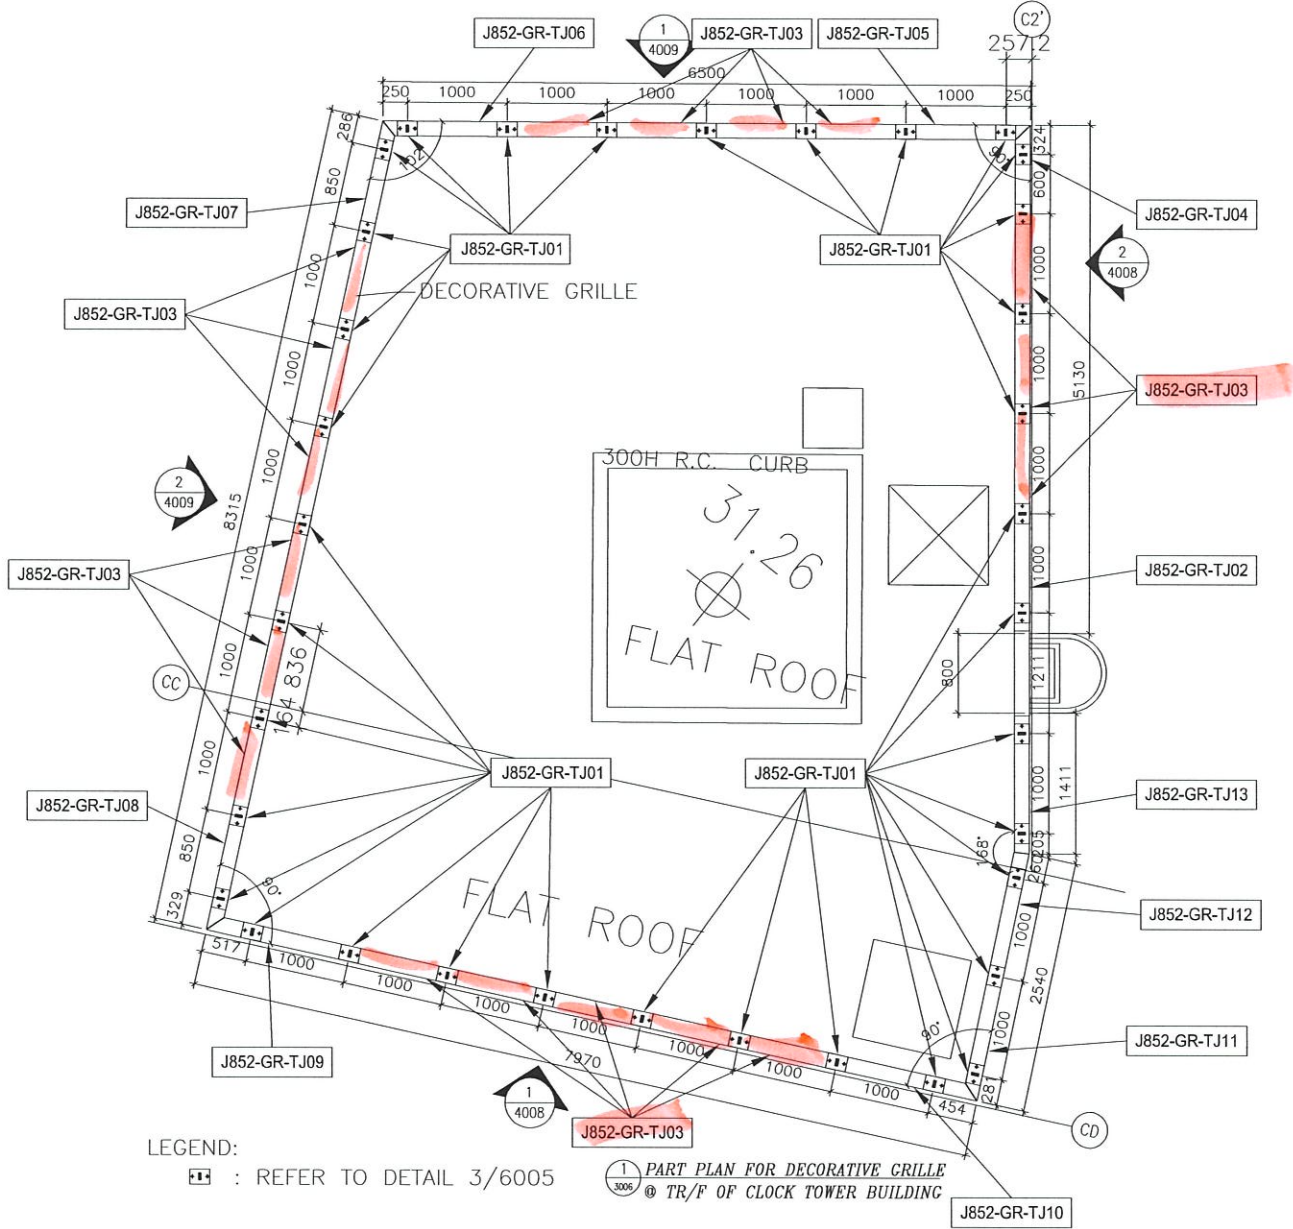 C2'
J852-GR-TJ06
1
4009
J852-GR-TJ03
J852-GR-TJ05
257.2
6500
250
1000
1000
1000
1000
1000
1000
250
286
102°
90°
324
850
600
J852-GR-TJ07
J852-GR-TJ04
J852-GR-TJ01
J852-GR-TJ01
2
4008
1000
1000
DECORATIVE GRILLE
J852-GR-TJ03
1000
1000
5130
J852-GR-TJ03
300H R.C. CURB
1000
1000
8315
2
4009
31.26
1000
1000
J852-GR-TJ03
J852-GR-TJ02
FLAT ROOF
1000
836
164
CC
800
1211
1000
J852-GR-TJ01
J852-GR-TJ01
1000
1411
J852-GR-TJ08
J852-GR-TJ13
850
168°
205
260
90°
329
FLAT ROOF
J852-GR-TJ12
517
1000
1000
1000
1000
1000
1000
1000
454
1000
2540
7970
90°
1000
281
J852-GR-TJ09
J852-GR-TJ11
1
4008
J852-GR-TJ03
CD
LEGEND:
: REFER TO DETAIL 3/6005
1
3006
PART PLAN FOR DECORATIVE GRILLE
@ TR/F OF CLOCK TOWER BUILDING
J852-GR-TJ10